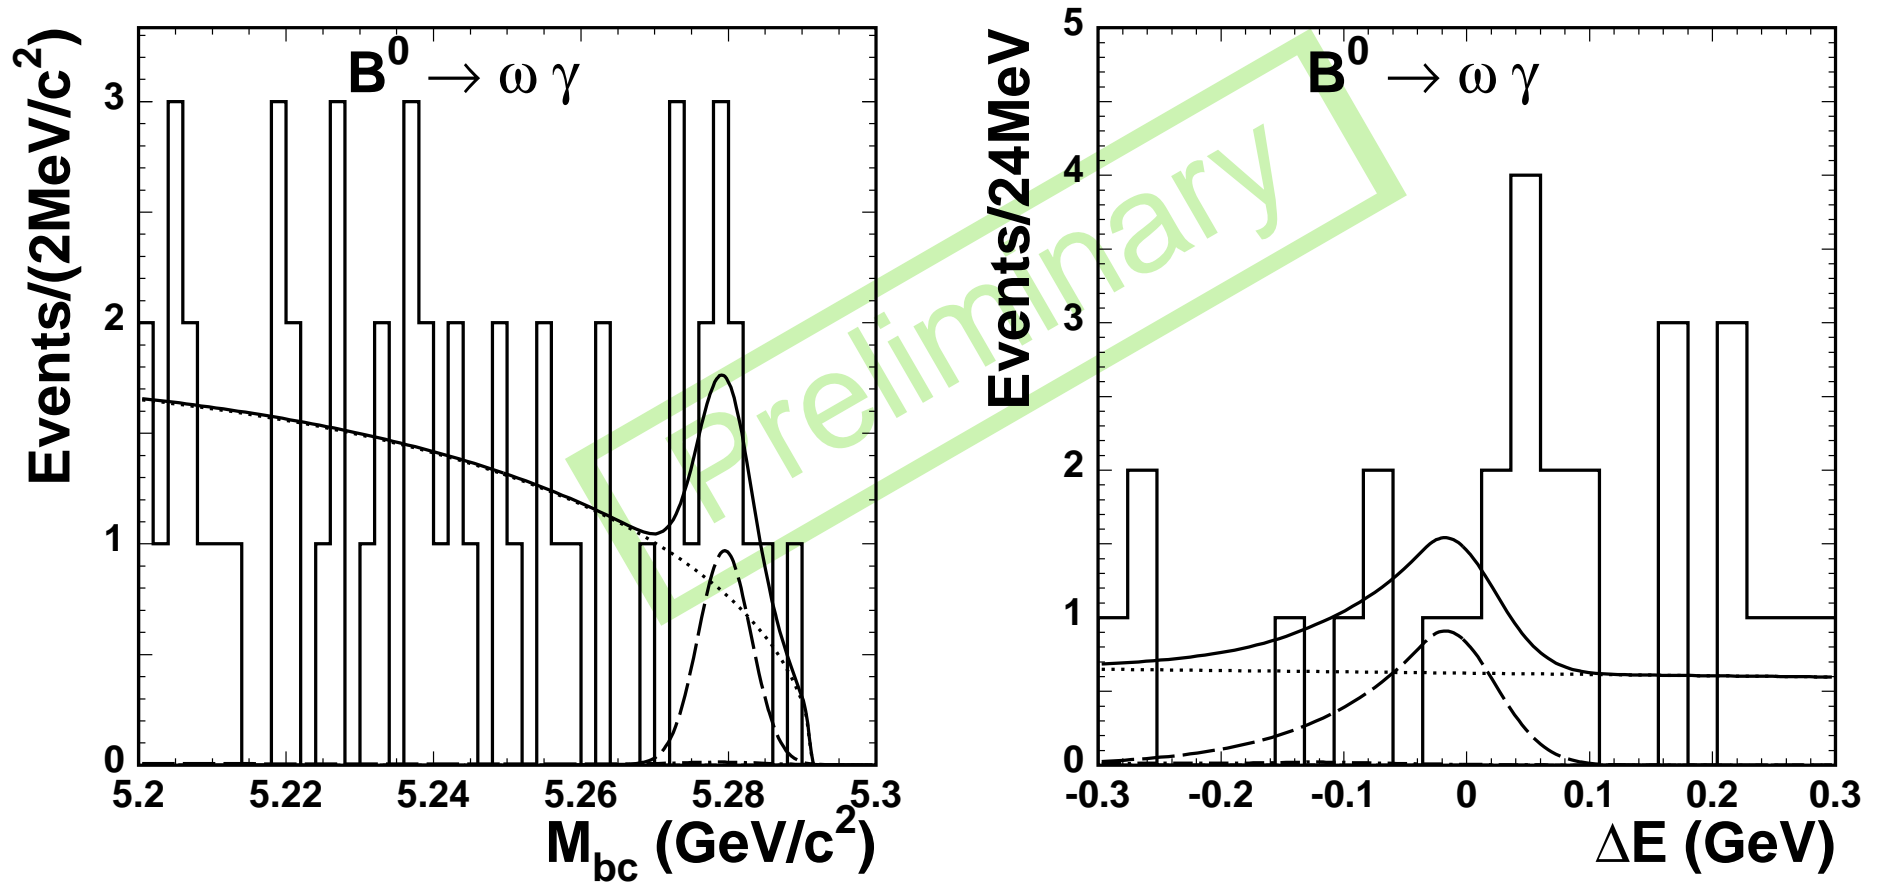 B⁰ → ω γ
Events/(2MeV/c²)
3
2
1
0
5.2 5.22 5.24 5.26 5.28 5.3
M_bc (GeV/c²)
B⁰ → ω γ
Events/24MeV
5
4
3
2
1
0
-0.3 -0.2 -0.1 0 0.1 0.2 0.3
ΔE (GeV)
Preliminary